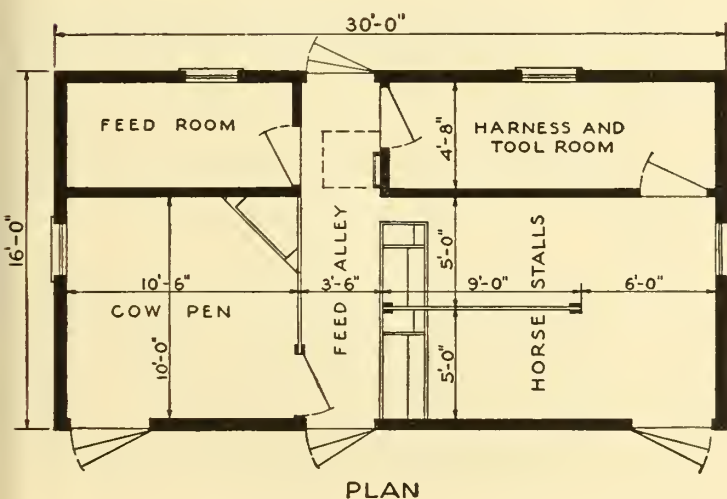 30'-0"
FEED ROOM
HARNESS AND
TOOL ROOM
4'-8"
16'-0"
10'-6"
3'-6"
9'-0"
6'-0"
5'-0"
COW PEN
FEED ALLEY
HORSE STALLS
10'-0"
5'-0"
PLAN